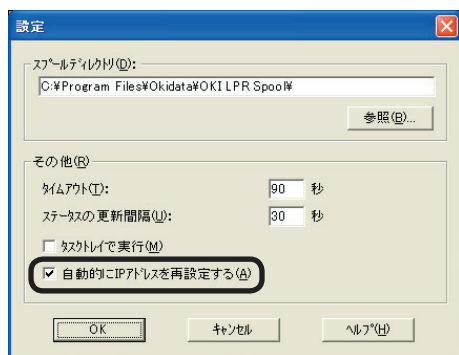 設定
スプールディレクトリ(D):
C:¥Program Files¥Okidata¥OKI LPR Spool¥
参照(B)...
その他(R)
タイムアウト(T):
90 秒
ステータスの更新間隔(U):
30 秒
タスクトレイで実行(M)
自動的にIPアドレスを再設定する(A)
OK キャンセル ヘルプ(H)